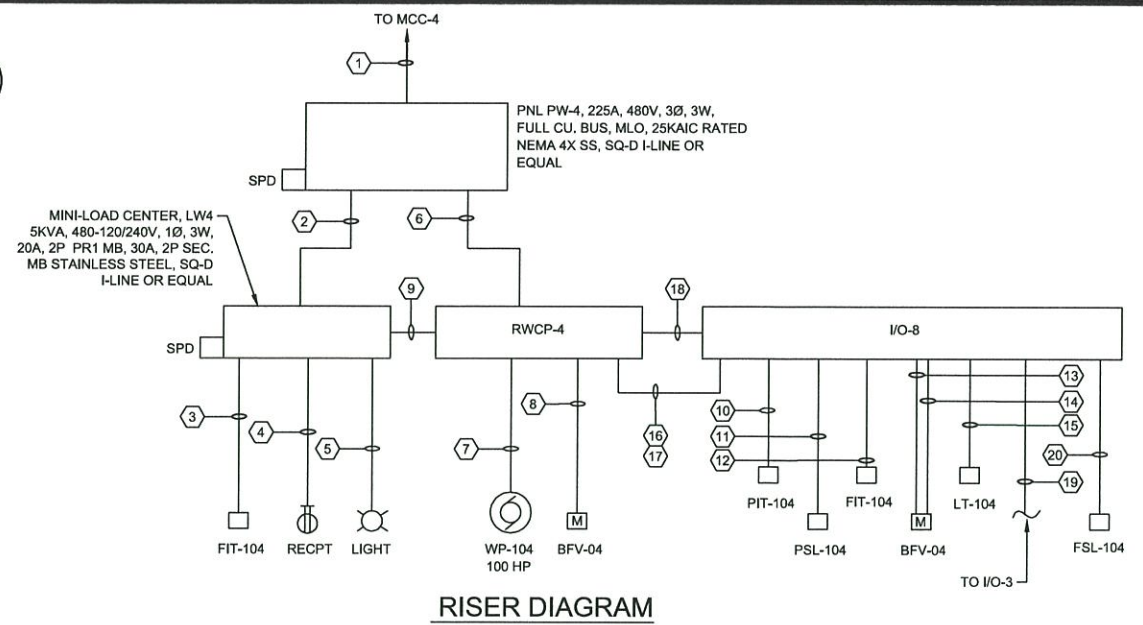 TO MCC-4
1
PNL PW-4, 225A, 480V, 3Ø, 3W,
FULL CU. BUS, MLO, 25KAIC RATED
NEMA 4X SS, SQ-D I-LINE OR
EQUAL
SPD
2
6
MINI-LOAD CENTER, LW4
5KVA, 480-120/240V, 1Ø, 3W,
20A, 2P PR1 MB, 30A, 2P SEC.
MB STAINLESS STEEL, SQ-D
I-LINE OR EQUAL
9
18
RWCP-4
I/O-8
SPD
3
4
5
7
8
16
17
10
11
12
13
14
15
20
19
FIT-104
RECPT
LIGHT
WP-104
100 HP
M
BFV-04
PIT-104
PSL-104
FIT-104
M
BFV-04
LT-104
FSL-104
TO I/O-3
RISER DIAGRAM